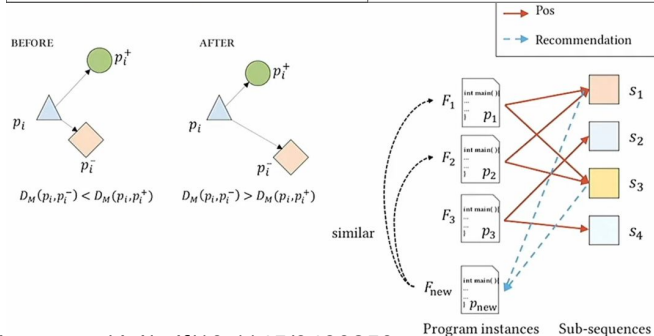 Pos
Recommendation
BEFORE
AFTER
p_i^+
p_i
p_i^-
D_M(p_i,p_i^-) < D_M(p_i,p_i^+)
p_i^+
p_i
p_i^-
D_M(p_i,p_i^-) > D_M(p_i,p_i^+)
F_1
int main( ){
...
...
}
p_1
s_1
F_2
int main( ){
...
...
}
p_2
s_2
F_3
int main( ){
...
...
}
p_3
s_3
s_4
similar
F_new
int main( ){
...
...
}
p_new
Program instances
Sub-sequences